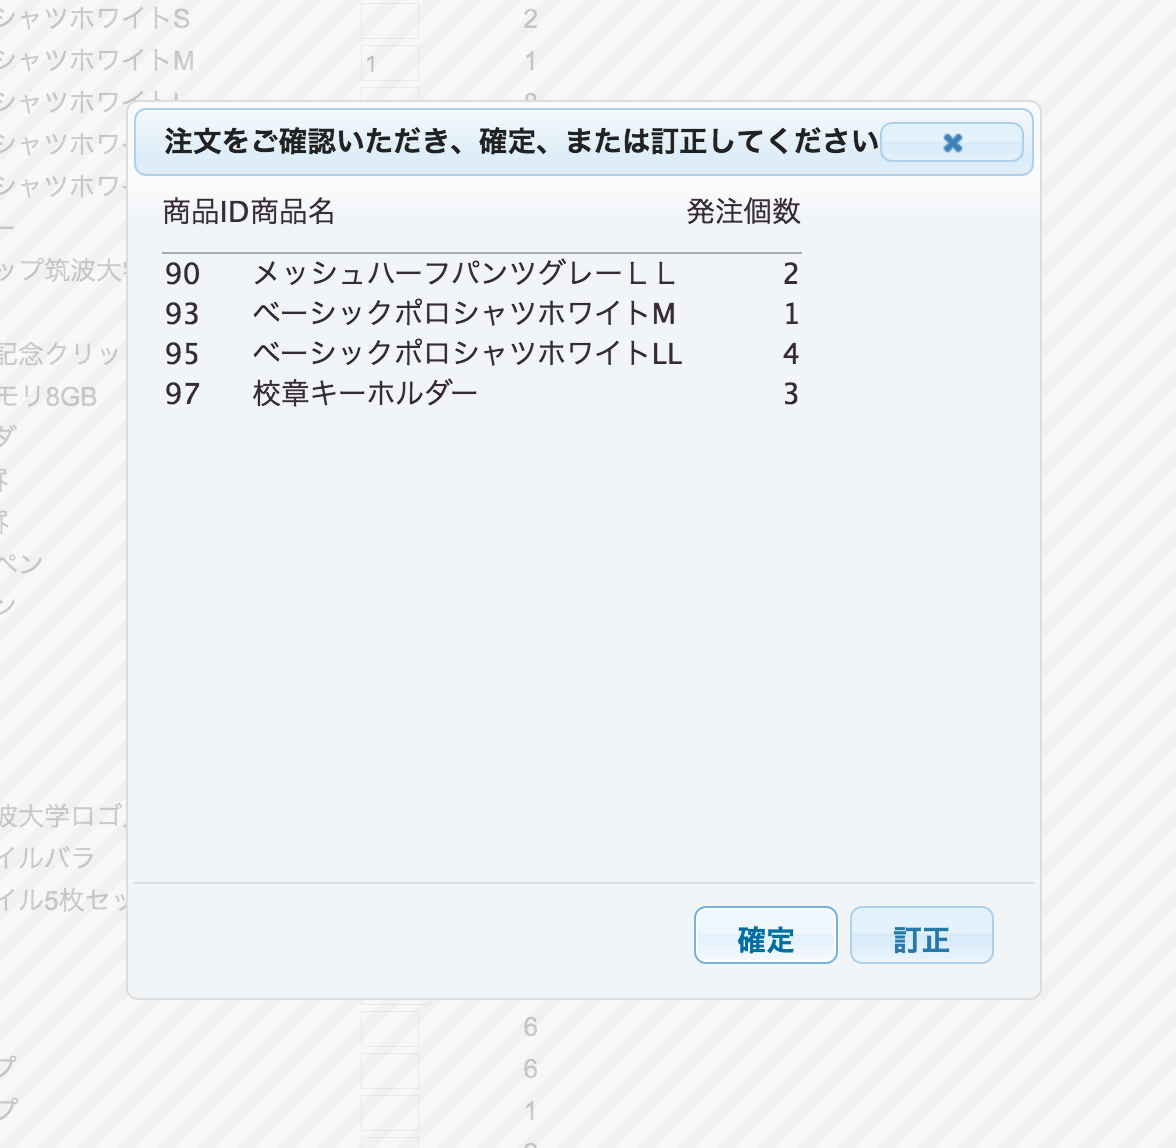 シャツホワイトS 2
シャツホワイトM 1 1
シャツホワイト
シャツホワ
シャツホワイ
ー
ップ筑波大
記念クリッ
モリ8GB
ダ
ペン
ン
波大学ロゴ
イルバラ
イル5枚セッ
注文をご確認いただき、確定、または訂正してください
商品ID商品名 発注個数
90 メッシュハーフパンツグレーＬＬ 2
93 ベーシックポロシャツホワイトM 1
95 ベーシックポロシャツホワイトLL 4
97 校章キーホルダー 3
確定 訂正
6
プ 6
プ 1